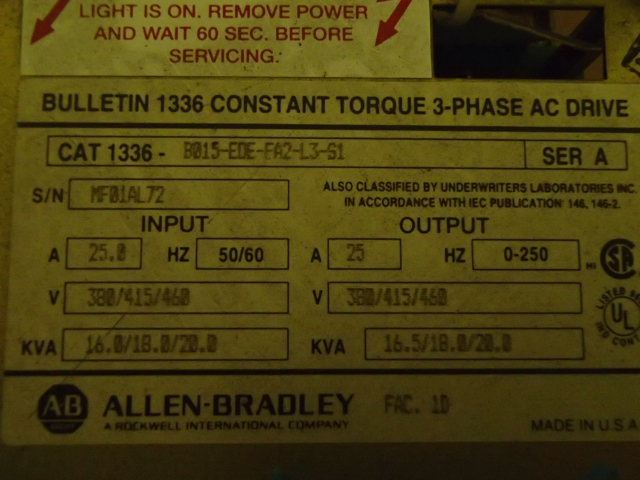 LIGHT IS ON. REMOVE POWER
AND WAIT 60 SEC. BEFORE
SERVICING.
BULLETIN 1336 CONSTANT TORQUE 3-PHASE AC DRIVE
CAT 1336 - B015-EDE-FA2-L3-S1 SER A
S/N MF01AL72
ALSO CLASSIFIED BY UNDERWRITERS LABORATORIES INC.
IN ACCORDANCE WITH IEC PUBLICATION 146, 146-2.
INPUT OUTPUT
A 25.0 HZ 50/60 A 25 HZ 0-250
V 380/415/460 V 380/415/460
KVA 16.0/18.0/20.0 KVA 16.5/18.0/20.0
UL
AB ALLEN-BRADLEY FAC. 1D
A ROCKWELL INTERNATIONAL COMPANY MADE IN U.S.A